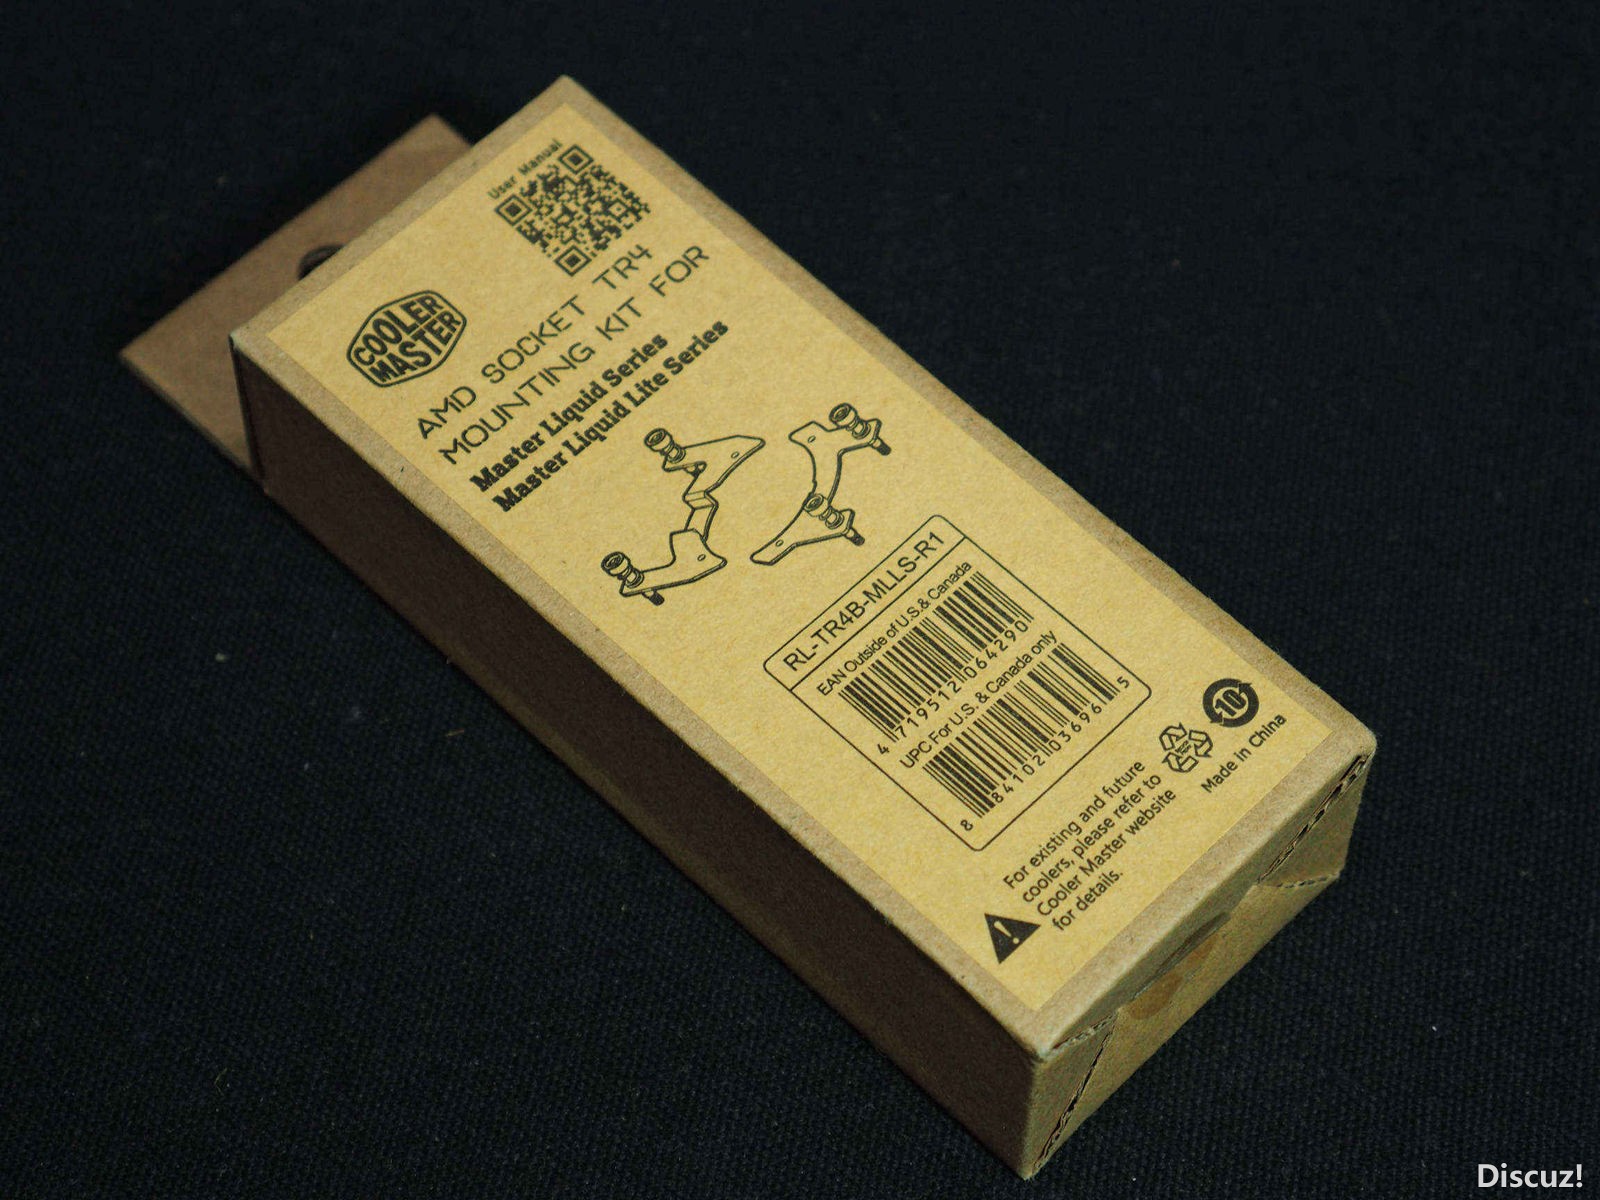 User Manual
COOLER
MASTER
AMD SOCKET TR4
MOUNTING KIT FOR
Master Liquid Series
Master Liquid Lite Series
RL-TR4B-MLLS-R1
EAN Outside of U.S.& Canada
4 719512 064290
UPC For U.S. & Canada only
8 84102 03696 5
10
Made in China
For existing and future
coolers, please refer to
Cooler Master website
for details.
Discuz!